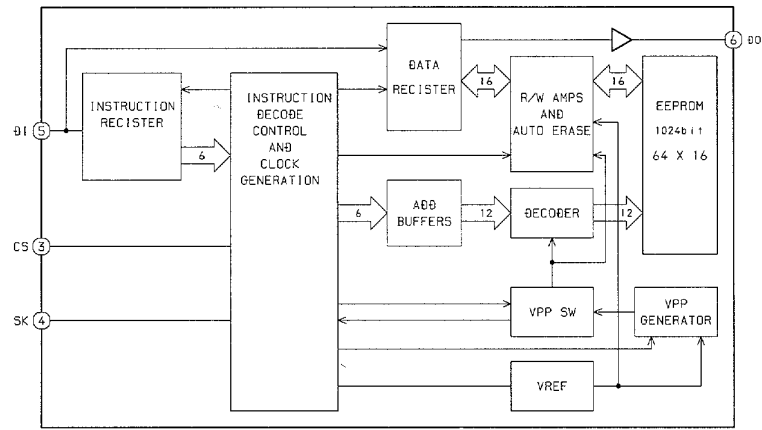 6 DO
DATA
REGISTER
16
R/W AMPS
AND
AUTO ERASE
16
EEPROM
1024bit
64 X 16
INSTRUCTION
RECISTER
INSTRUCTION
DECODE
CONTROL
AND
CLOCK
GENERATION
DI 5
6
6
ADD
BUFFERS
12
DECODER
12
CS 3
SK 4
VPP SW
VPP
GENERATOR
VREF